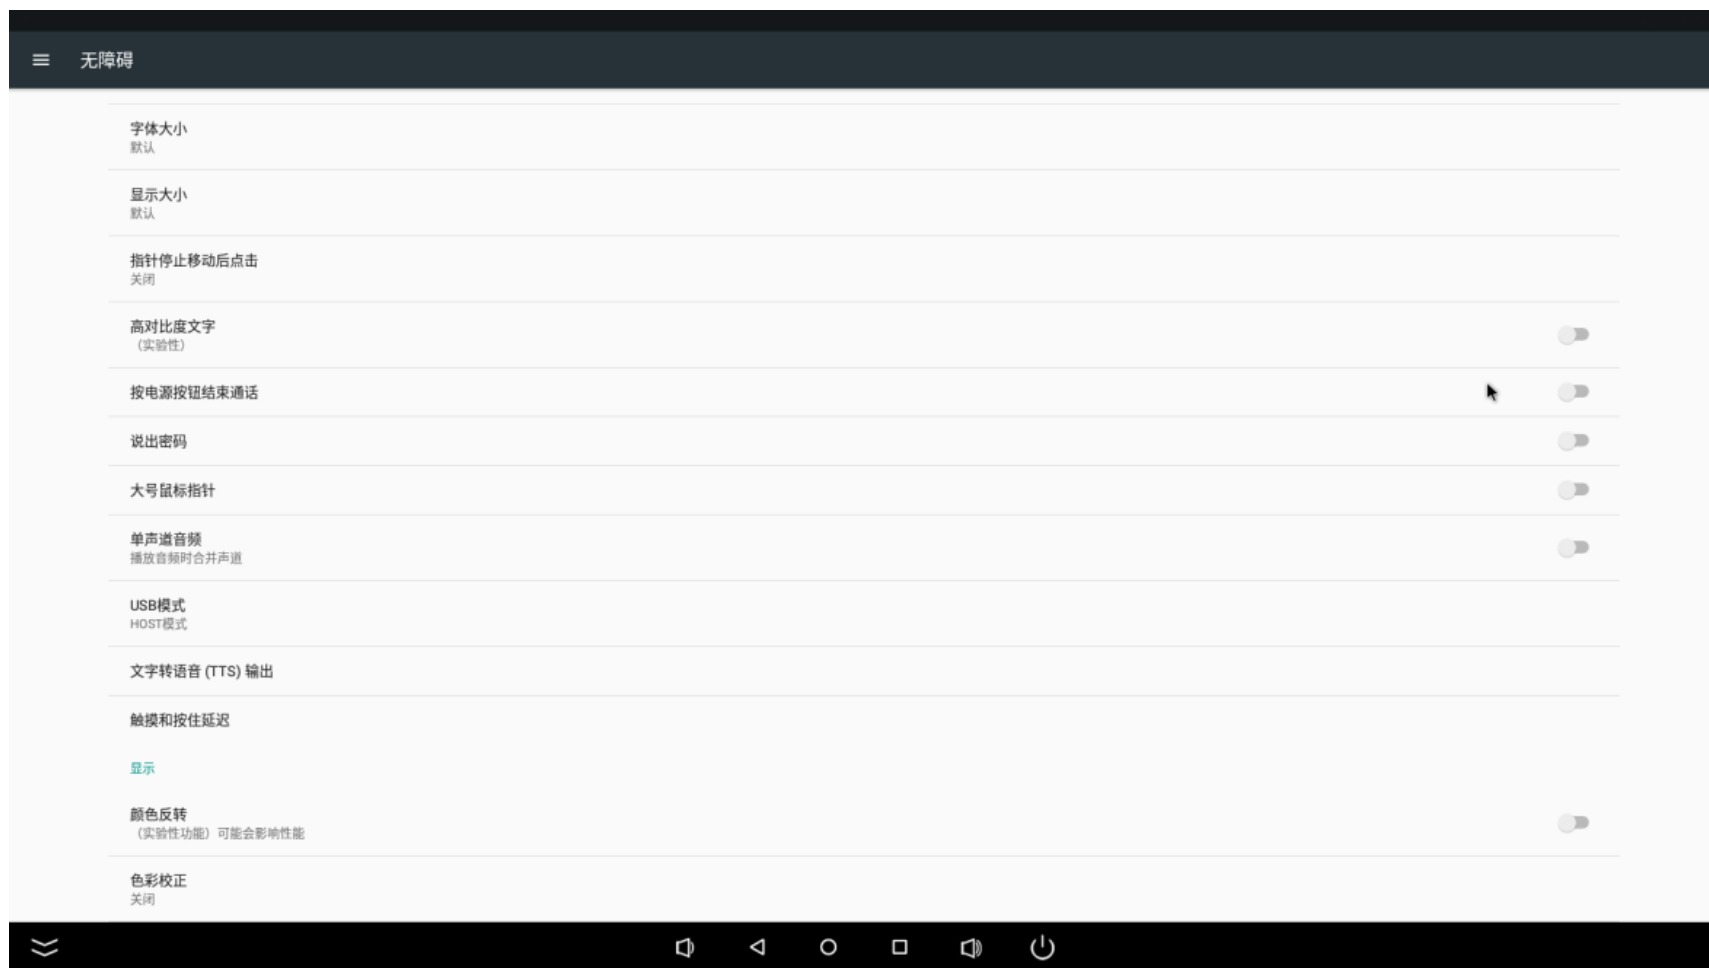 无障碍
字体大小
默认
显示大小
默认
指针停止移动后点击
关闭
高对比度文字
（实验性）
按电源按钮结束通话
说出密码
大号鼠标指针
单声道音频
播放音频时合并声道
USB模式
HOST模式
文字转语音 (TTS) 输出
触摸和按住延迟
显示
颜色反转
（实验性功能）可能会影响性能
色彩校正
关闭